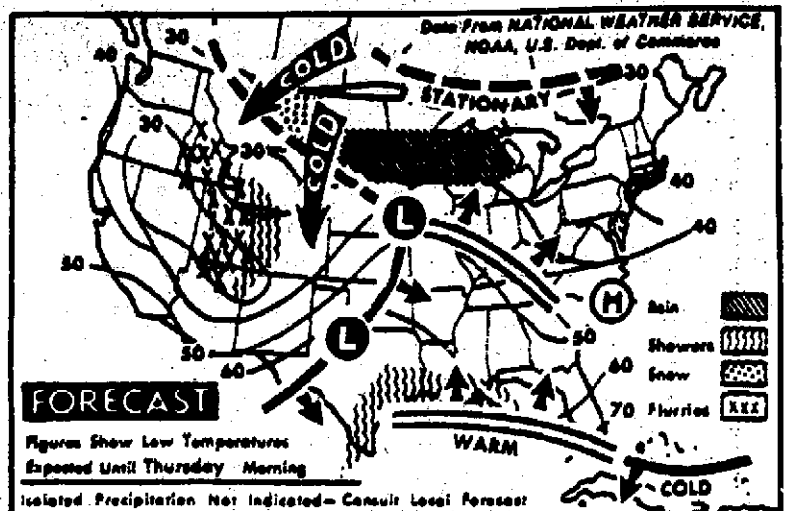 Data From NATIONAL WEATHER SERVICE,
NOAA, U.S. Dept. of Commerce
30
40
COLD
30
STATIONARY
30
30
COLD
40
L
40
50
H
Rain
L
50
Showers
50
60
60
Snow
FORECAST
70
Flurries
XXX
Figures Show Low Temperatures
WARM
Expected Until Thursday Morning
COLD
Isolated Precipitation Not Indicated – Consult Local Forecast